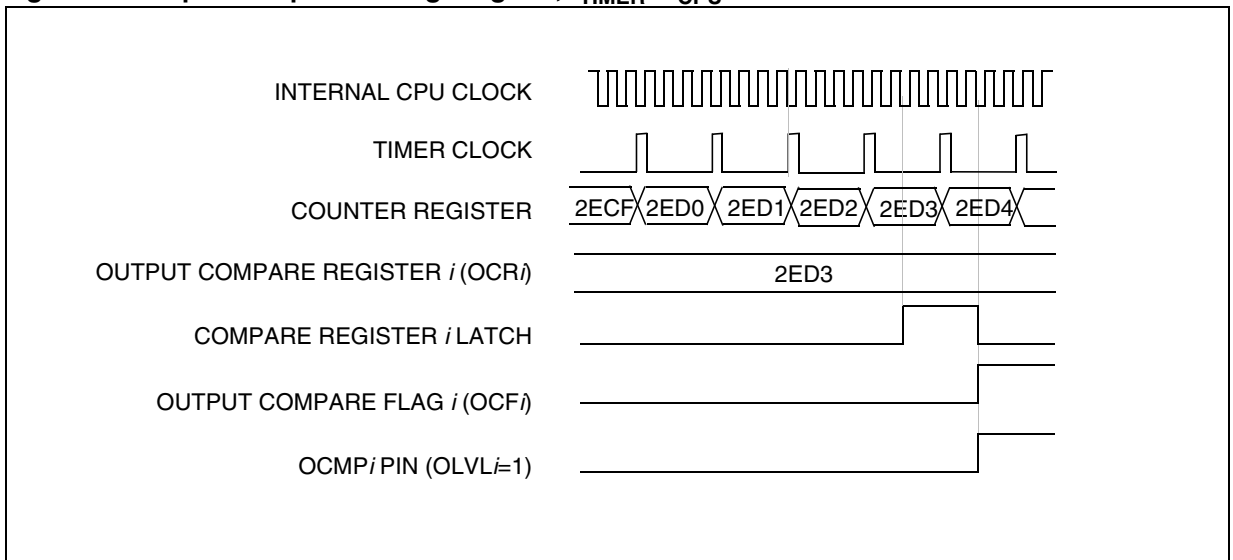 INTERNAL CPU CLOCK
TIMER CLOCK
COUNTER REGISTER 2ECF 2ED0 2ED1 2ED2 2ED3 2ED4
OUTPUT COMPARE REGISTER i (OCRi) 2ED3
COMPARE REGISTER i LATCH
OUTPUT COMPARE FLAG i (OCFi)
OCMPi PIN (OLVLi=1)